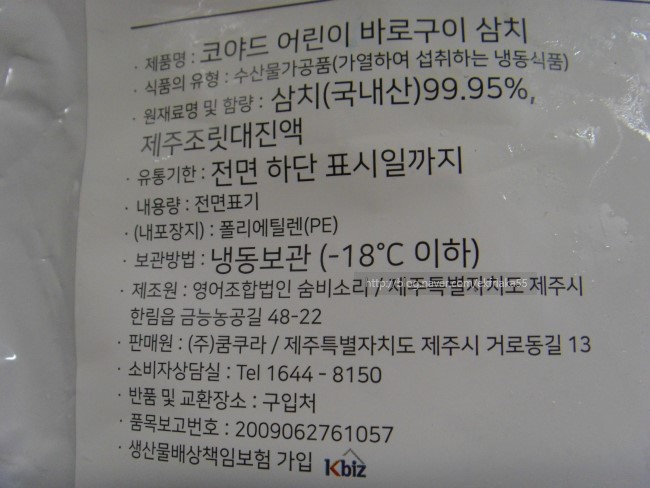 · 제품명 : 코야드 어린이 바로구이 삼치
· 식품의 유형 : 수산물가공품(가열하여 섭취하는 냉동식품)
· 원재료명 및 함량 : 삼치(국내산)99.95%,
제주조릿대진액
· 유통기한 : 전면 하단 표시일까지
· 내용량 : 전면표기
· (내포장지) : 폴리에틸렌(PE)
· 보관방법 : 냉동보관 (-18°C 이하)
· 제조원 : 영어조합법인 숨비소리 / 제주특별자치도 제주시
한림읍 금능농공길 48-22
· 판매원 : (주)쿰쿠라 / 제주특별자치도 제주시 거로동길 13
· 소비자상담실 : Tel 1644 - 8150
· 반품 및 교환장소 : 구입처
· 품목보고번호 : 2009062761057
· 생산물배상책임보험 가입 Kbiz